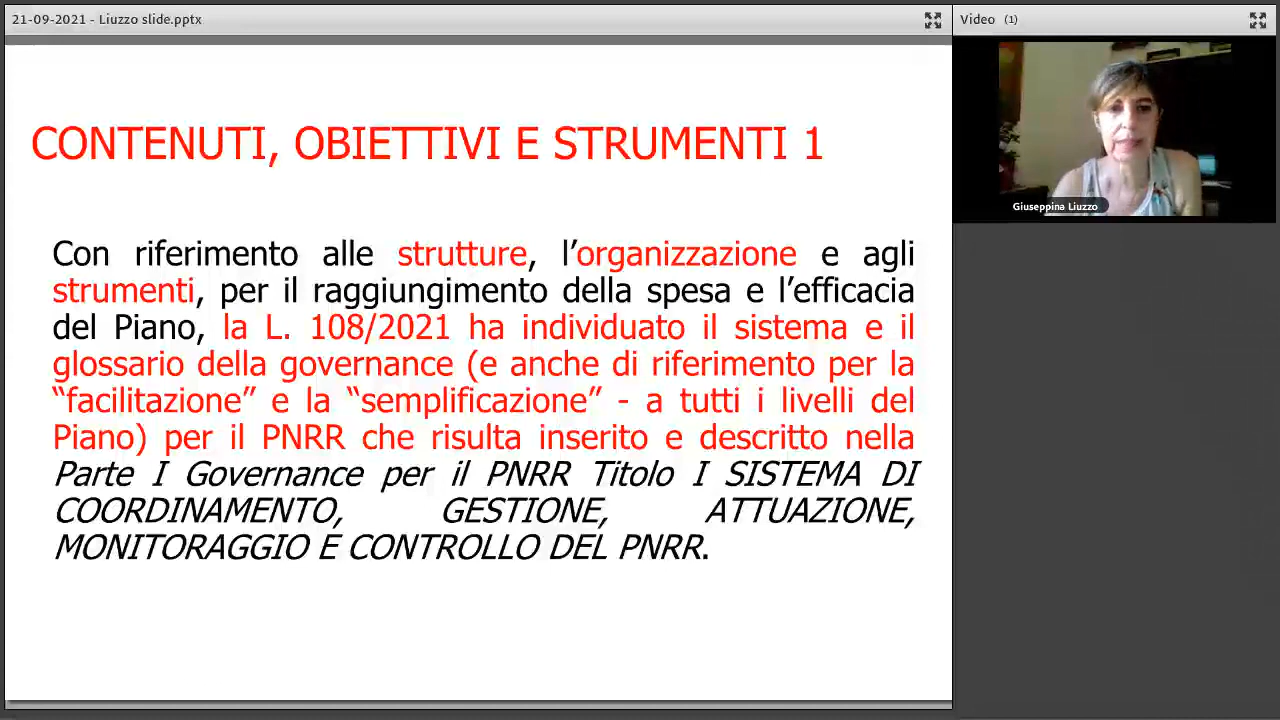 21-09-2021 - Liuzzo slide.pptx
Video (1)
CONTENUTI, OBIETTIVI E STRUMENTI 1
Con riferimento alle strutture, l’organizzazione e agli
strumenti, per il raggiungimento della spesa e l’efficacia
del Piano, la L. 108/2021 ha individuato il sistema e il
glossario della governance (e anche di riferimento per la
“facilitazione” e la “semplificazione” - a tutti i livelli del
Piano) per il PNRR che risulta inserito e descritto nella
Parte I Governance per il PNRR Titolo I SISTEMA DI
COORDINAMENTO, GESTIONE, ATTUAZIONE,
MONITORAGGIO E CONTROLLO DEL PNRR.
Giuseppina Liuzzo